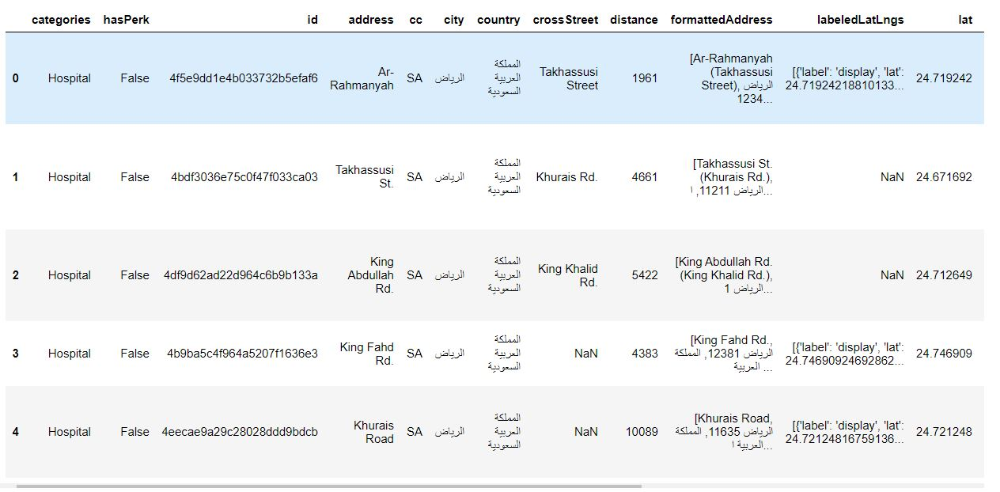 categories hasPerk id address cc city country crossStreet distance formattedAddress labeledLatLngs lat
0 Hospital False 4f5e9dd1e4b033732b5efaf6 Ar-Rahmanyah SA الرياض المملكة العربية السعودية Takhassusi Street 1961 [Ar-Rahmanyah (Takhassusi Street), الرياض 1234... [{'label': 'display', 'lat': 24.71924218810133... 24.719242
1 Hospital False 4bdf3036e75c0f47f033ca03 Takhassusi St. SA الرياض المملكة العربية السعودية Khurais Rd. 4661 [Takhassusi St. (Khurais Rd.), الرياض 11211, ا... NaN 24.671692
2 Hospital False 4df9d62ad22d964c6b9b133a King Abdullah Rd. SA الرياض المملكة العربية السعودية King Khalid Rd. 5422 [King Abdullah Rd. (King Khalid Rd.), الرياض 1... NaN 24.712649
3 Hospital False 4b9ba5c4f964a5207f1636e3 King Fahd Rd. SA الرياض المملكة العربية السعودية NaN 4383 [King Fahd Rd., الرياض 12381, المملكة العربية ... [{'label': 'display', 'lat': 24.74690924692862... 24.746909
4 Hospital False 4eecae9a29c28028ddd9bdcb Khurais Road SA الرياض المملكة العربية السعودية NaN 10089 [Khurais Road, الرياض 11635, المملكة العربية ا... [{'label': 'display', 'lat': 24.72124816759136... 24.721248